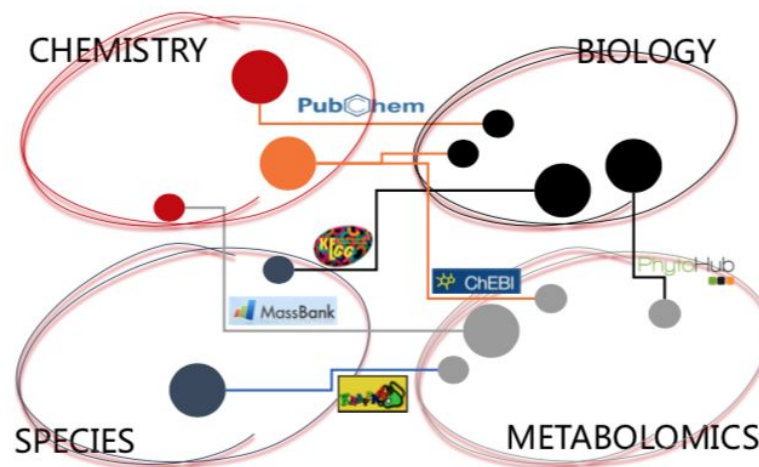 CHEMISTRY
BIOLOGY
PubChem
KEGG
PhytoHub
ChEBI
MassBank
SPECIES
METABOLOMICS